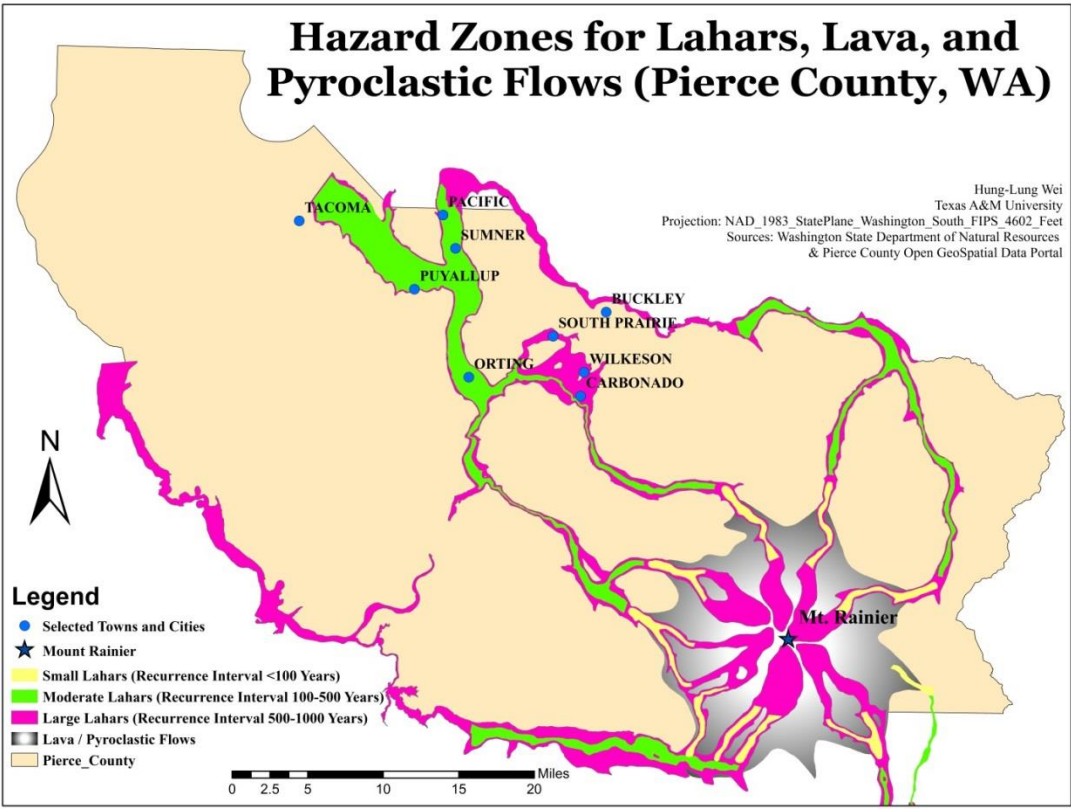 Hazard Zones for Lahars, Lava, and
Pyroclastic Flows (Pierce County, WA)
Hung-Lung Wei
Texas A&M University
Projection: NAD_1983_StatePlane_Washington_South_FIPS_4602_Feet
Sources: Washington State Department of Natural Resources
& Pierce County Open GeoSpatial Data Portal
TACOMA
PACIFIC
SUMNER
PUYALLUP
BUCKLEY
SOUTH PRAIRIE
ORTING
WILKESON
CARBONADO
N
Mt. Rainier
Legend
Selected Towns and Cities
Mount Rainier
Small Lahars (Recurrence Interval <100 Years)
Moderate Lahars (Recurrence Interval 100-500 Years)
Large Lahars (Recurrence Interval 500-1000 Years)
Lava / Pyroclastic Flows
Pierce_County
Miles
0 2.5 5 10 15 20